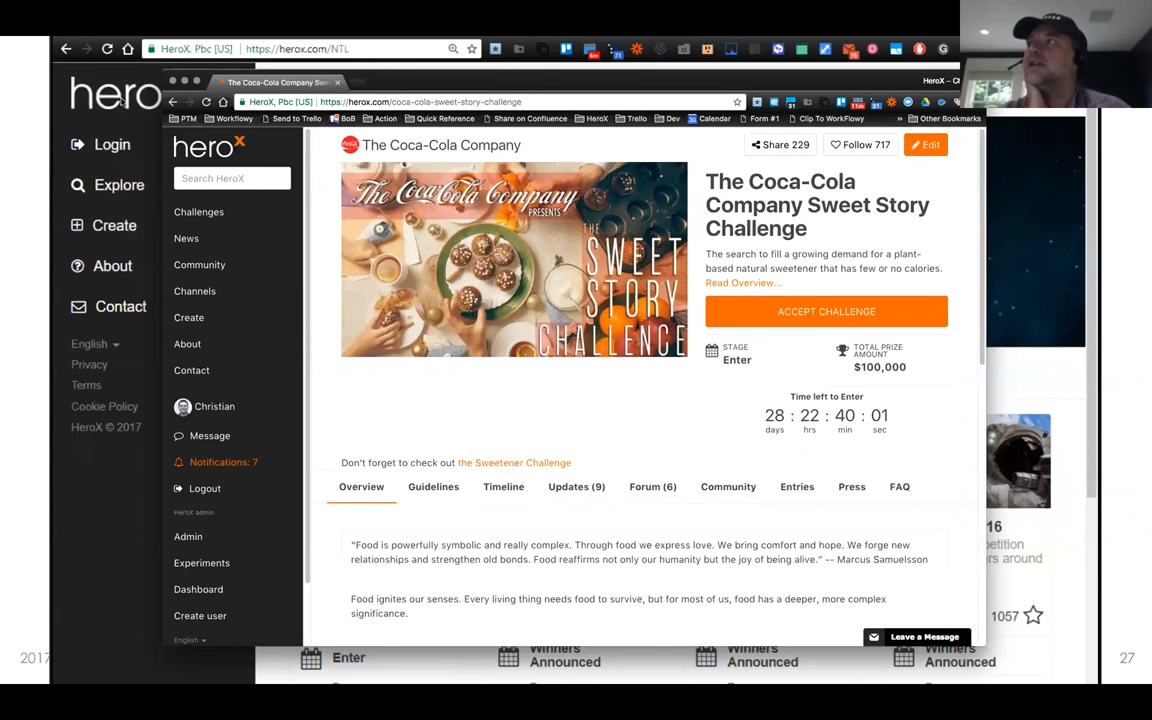 HeroX, Pbc [US]
https://herox.com/NTL
hero
Login
Explore
Create
About
Contact
English
Privacy
Terms
Cookie Policy
HeroX © 2017
2017
The Coca-Cola Company Swe
HeroX – C
HeroX, Pbc [US]
https://herox.com/coca-cola-sweet-story-challenge
PTM
Workflowy
Send to Trello
BoB
Action
Quick Reference
Share on Confluence
HeroX
Trello
Dev
Calendar
Form #1
Clip To WorkFlowy
»
Other Bookmarks
herox
Search HeroX
Challenges
News
Community
Channels
Create
About
Contact
Christian
Message
Notifications: 7
Logout
HeroX admin
Admin
Experiments
Dashboard
Create user
English
The Coca-Cola Company
Share 229
Follow 717
Edit
The Coca-Cola Company
PRESENTS
THE
SWEET
STORY
CHALLENGE
The Coca-Cola
Company Sweet Story
Challenge
The search to fill a growing demand for a plant-
based natural sweetener that has few or no calories.
Read Overview...
ACCEPT CHALLENGE
STAGE
Enter
TOTAL PRIZE
AMOUNT
$100,000
Time left to Enter
28 : 22 : 40 : 01
days hrs min sec
Don't forget to check out the Sweetener Challenge
Overview
Guidelines
Timeline
Updates (9)
Forum (6)
Community
Entries
Press
FAQ
“Food is powerfully symbolic and really complex. Through food we express love. We bring comfort and hope. We forge new
relationships and strengthen old bonds. Food reaffirms not only our humanity but the joy of being alive.” -- Marcus Samuelsson
Food ignites our senses. Every living thing needs food to survive, but for most of us, food has a deeper, more complex
significance.
Leave a Message
16
petition
ers around
1057
Enter
Winners
Announced
Winners
Announced
Winners
Announced
27